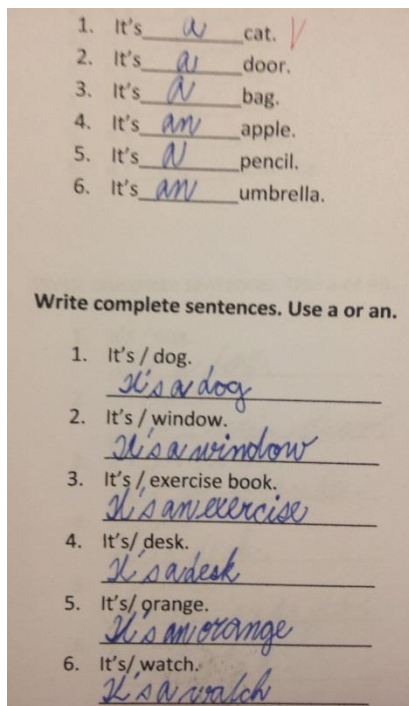 1. It's a cat. V
2. It's a door.
3. It's a bag.
4. It's an apple.
5. It's a pencil.
6. It's an umbrella.
Write complete sentences. Use a or an.
1. It's / dog.
It's a dog
2. It's / window.
It's a window
3. It's / exercise book.
It's an exercise
4. It's/ desk.
It's a desk
5. It's/ orange.
It's an orange
6. It's/ watch.
It's a watch